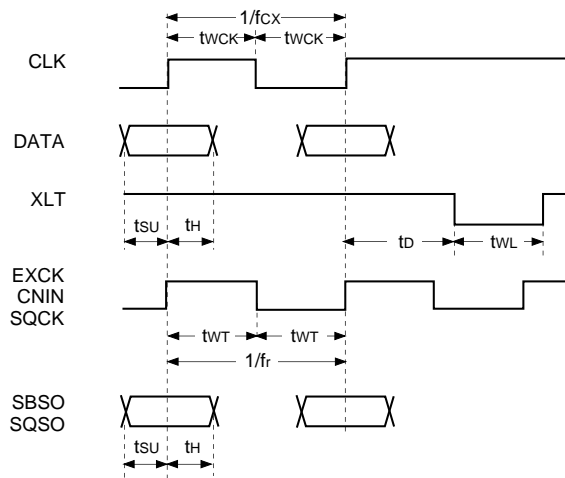 1/fCX
tWCK tWCK
CLK
DATA
XLT
tSU tH
tD tWL
EXCK
CNIN
SQCK
tWT tWT
1/fr
SBSO
SQSO
tSU tH